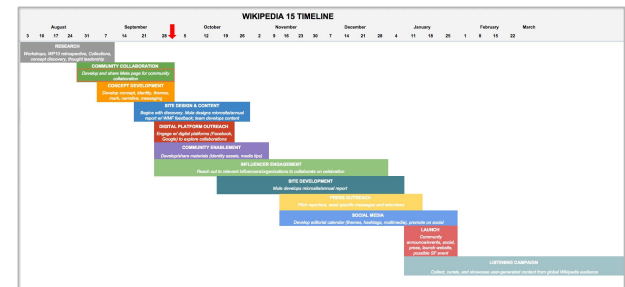 WIKIPEDIA 15 TIMELINE
August September October November December January February March
3 10 17 24 31 7 14 21 28 5 12 19 26 2 9 16 23 30 7 14 21 28 4 11 18 25 1 8 15 22
RESEARCH
Workshops, WP10 retrospective, Collections,
concept discovery, thought leadership
COMMUNITY COLLABORATION
Develop and share Meta page for community
collaboration
CONCEPT DEVELOPMENT
Develop concept, identity, themes,
mark, narrative, messaging
SITE DESIGN & CONTENT
Begins with discovery. Mule designs microsite/annual
report w/ WMF feedback; team develops content
DIGITAL PLATFORM OUTREACH
Engage w/ digital platforms (Facebook,
Google) to explore collaborations
COMMUNITY ENABLEMENT
Develop/share materials (identity assets, media tips)
INFLUENCER ENGAGEMENT
Reach out to relevant influencers/organizations to collaborate on celebration
SITE DEVELOPMENT
Mule develops microsite/annual report
PRESS OUTREACH
Pitch reporters, send specific messages and interviews
SOCIAL MEDIA
Develop editorial calendar (themes, hashtags, multimedia), promote on social
LAUNCH
Community
announcements, social,
press, launch website,
possible SF event
LISTENING CAMPAIGN
Collect, curate, and showcase user-generated content from global Wikipedia audience